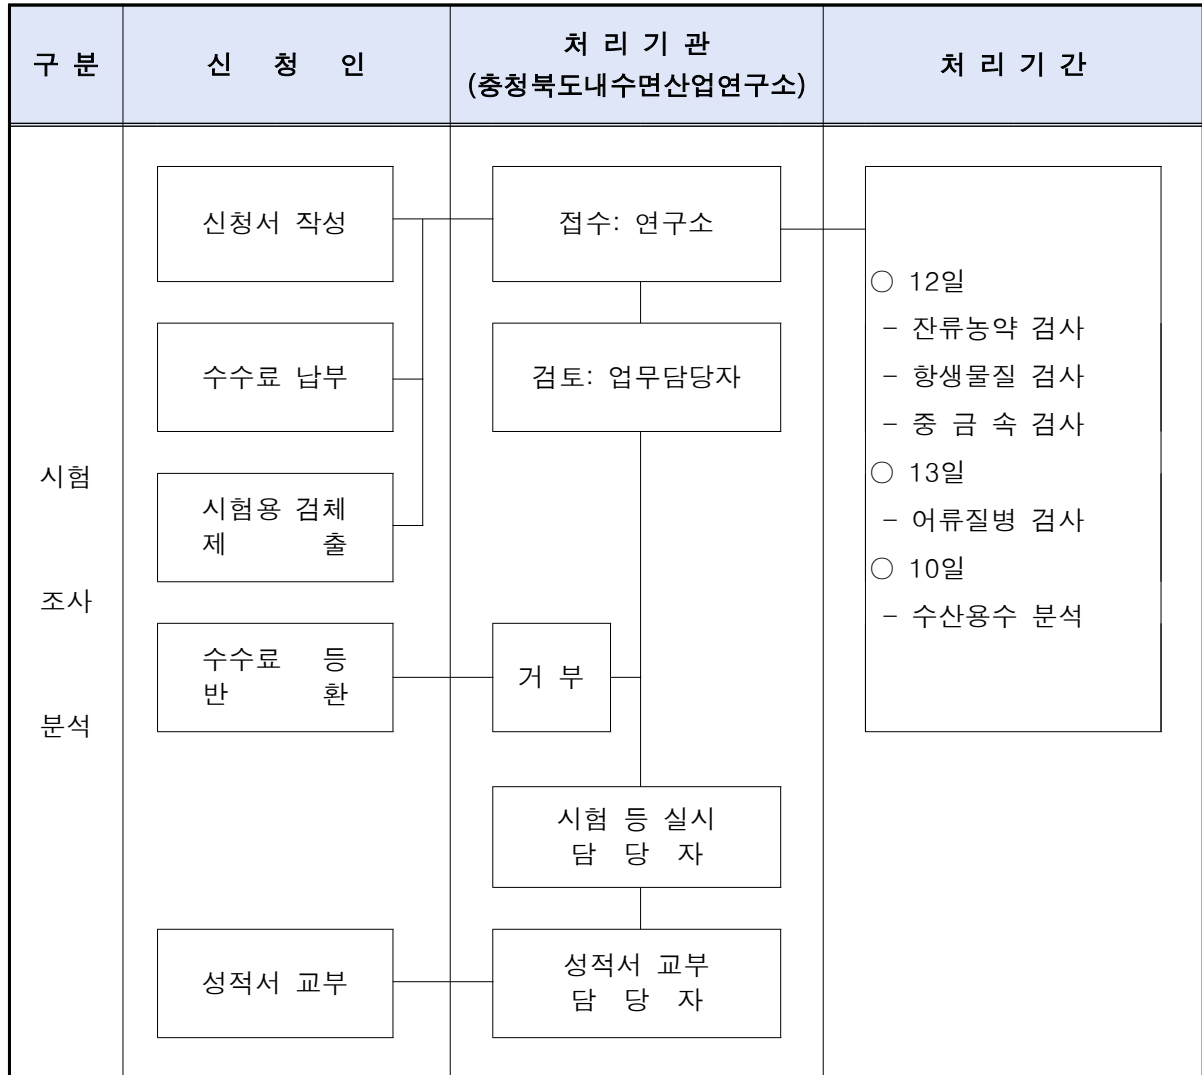 구 분
신 청 인
처 리 기 관
(충청북도내수면산업연구소)
처 리 기 간
시험
조사
분석
신청서 작성
접수: 연구소
수수료 납부
검토: 업무담당자
시험용 검체
제 출
수수료 등
반 환
거 부
시험 등 실시
담 당 자
성적서 교부
성적서 교부
담 당 자
○ 12일
- 잔류농약 검사
- 항생물질 검사
- 중 금 속 검사
○ 13일
- 어류질병 검사
○ 10일
- 수산용수 분석